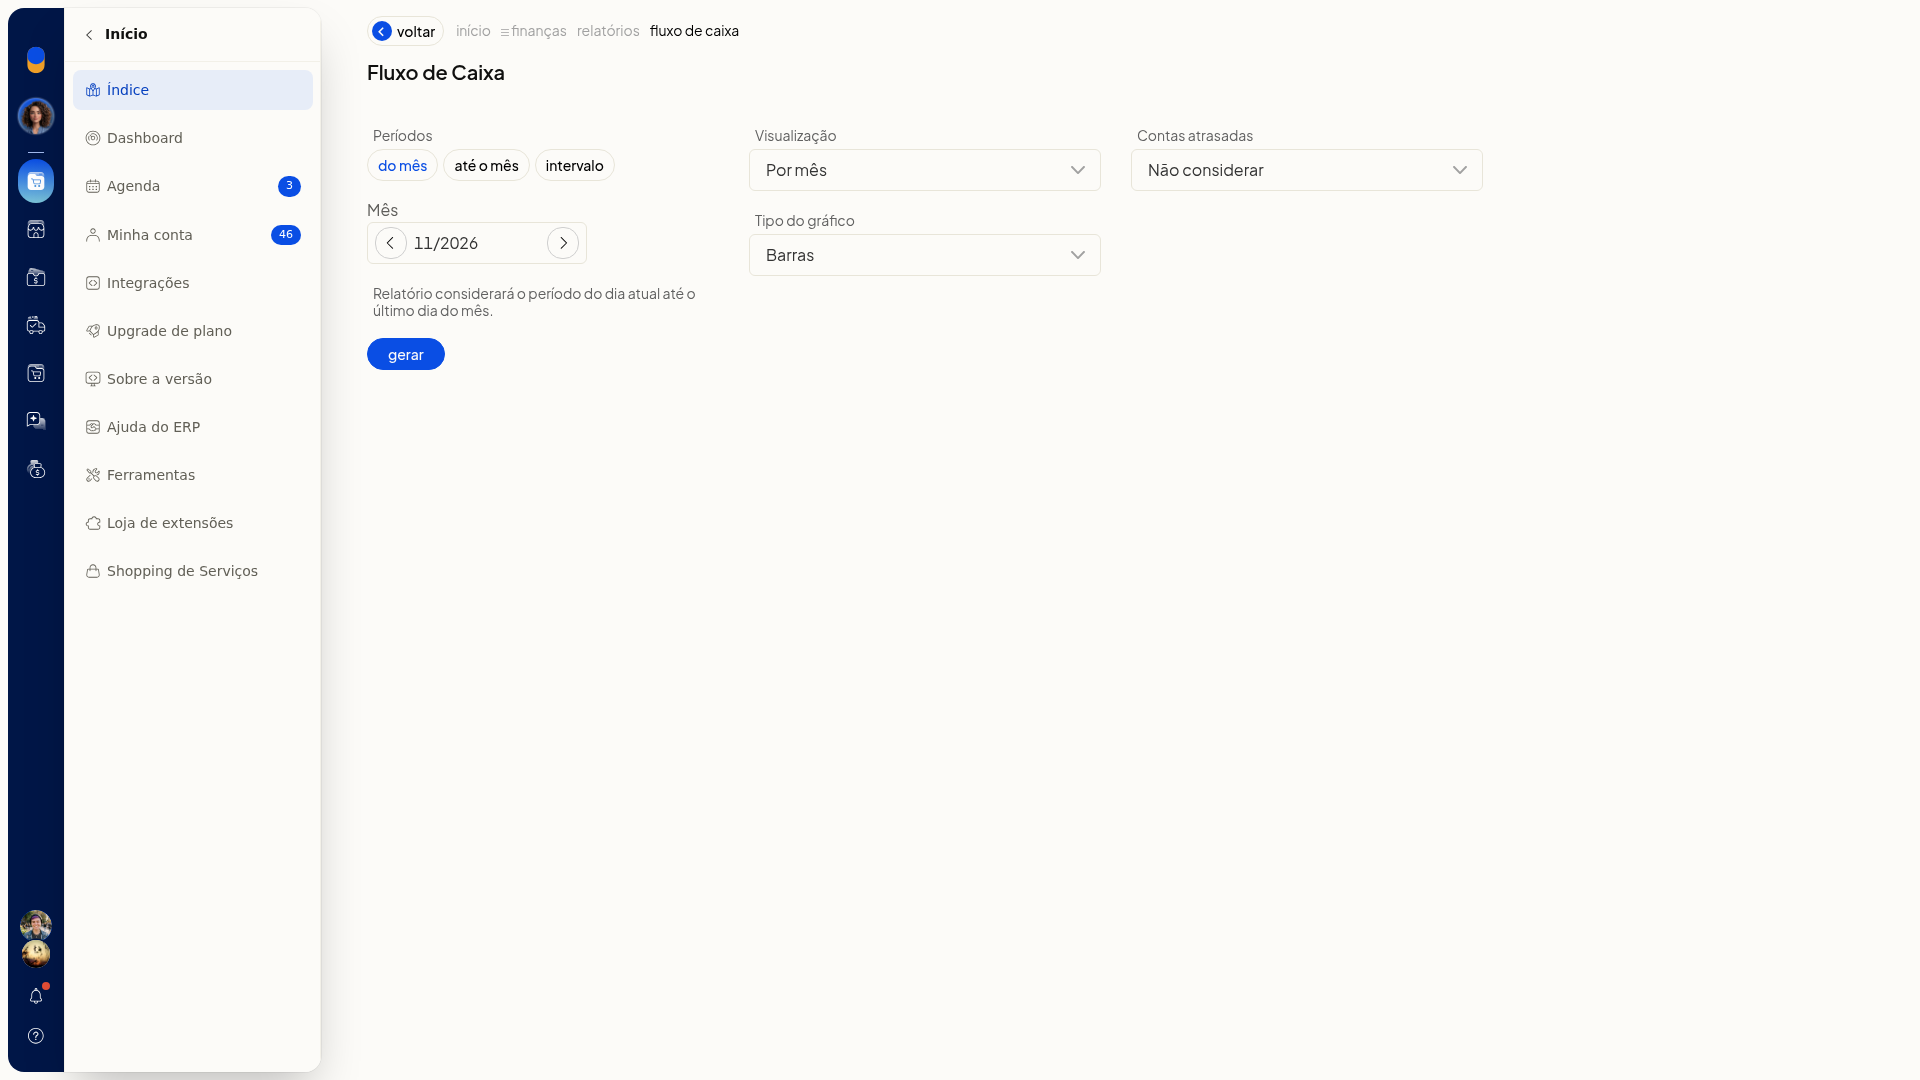 Início
Índice
Dashboard
Agenda 3
Minha conta 46
Integrações
Upgrade de plano
Sobre a versão
Ajuda do ERP
Ferramentas
Loja de extensões
Shopping de Serviços
voltar início finanças relatórios fluxo de caixa
Fluxo de Caixa
Períodos
do mês até o mês intervalo
Mês
11/2026
Relatório considerará o período do dia atual até o
último dia do mês.
gerar
Visualização
Por mês
Tipo do gráfico
Barras
Contas atrasadas
Não considerar